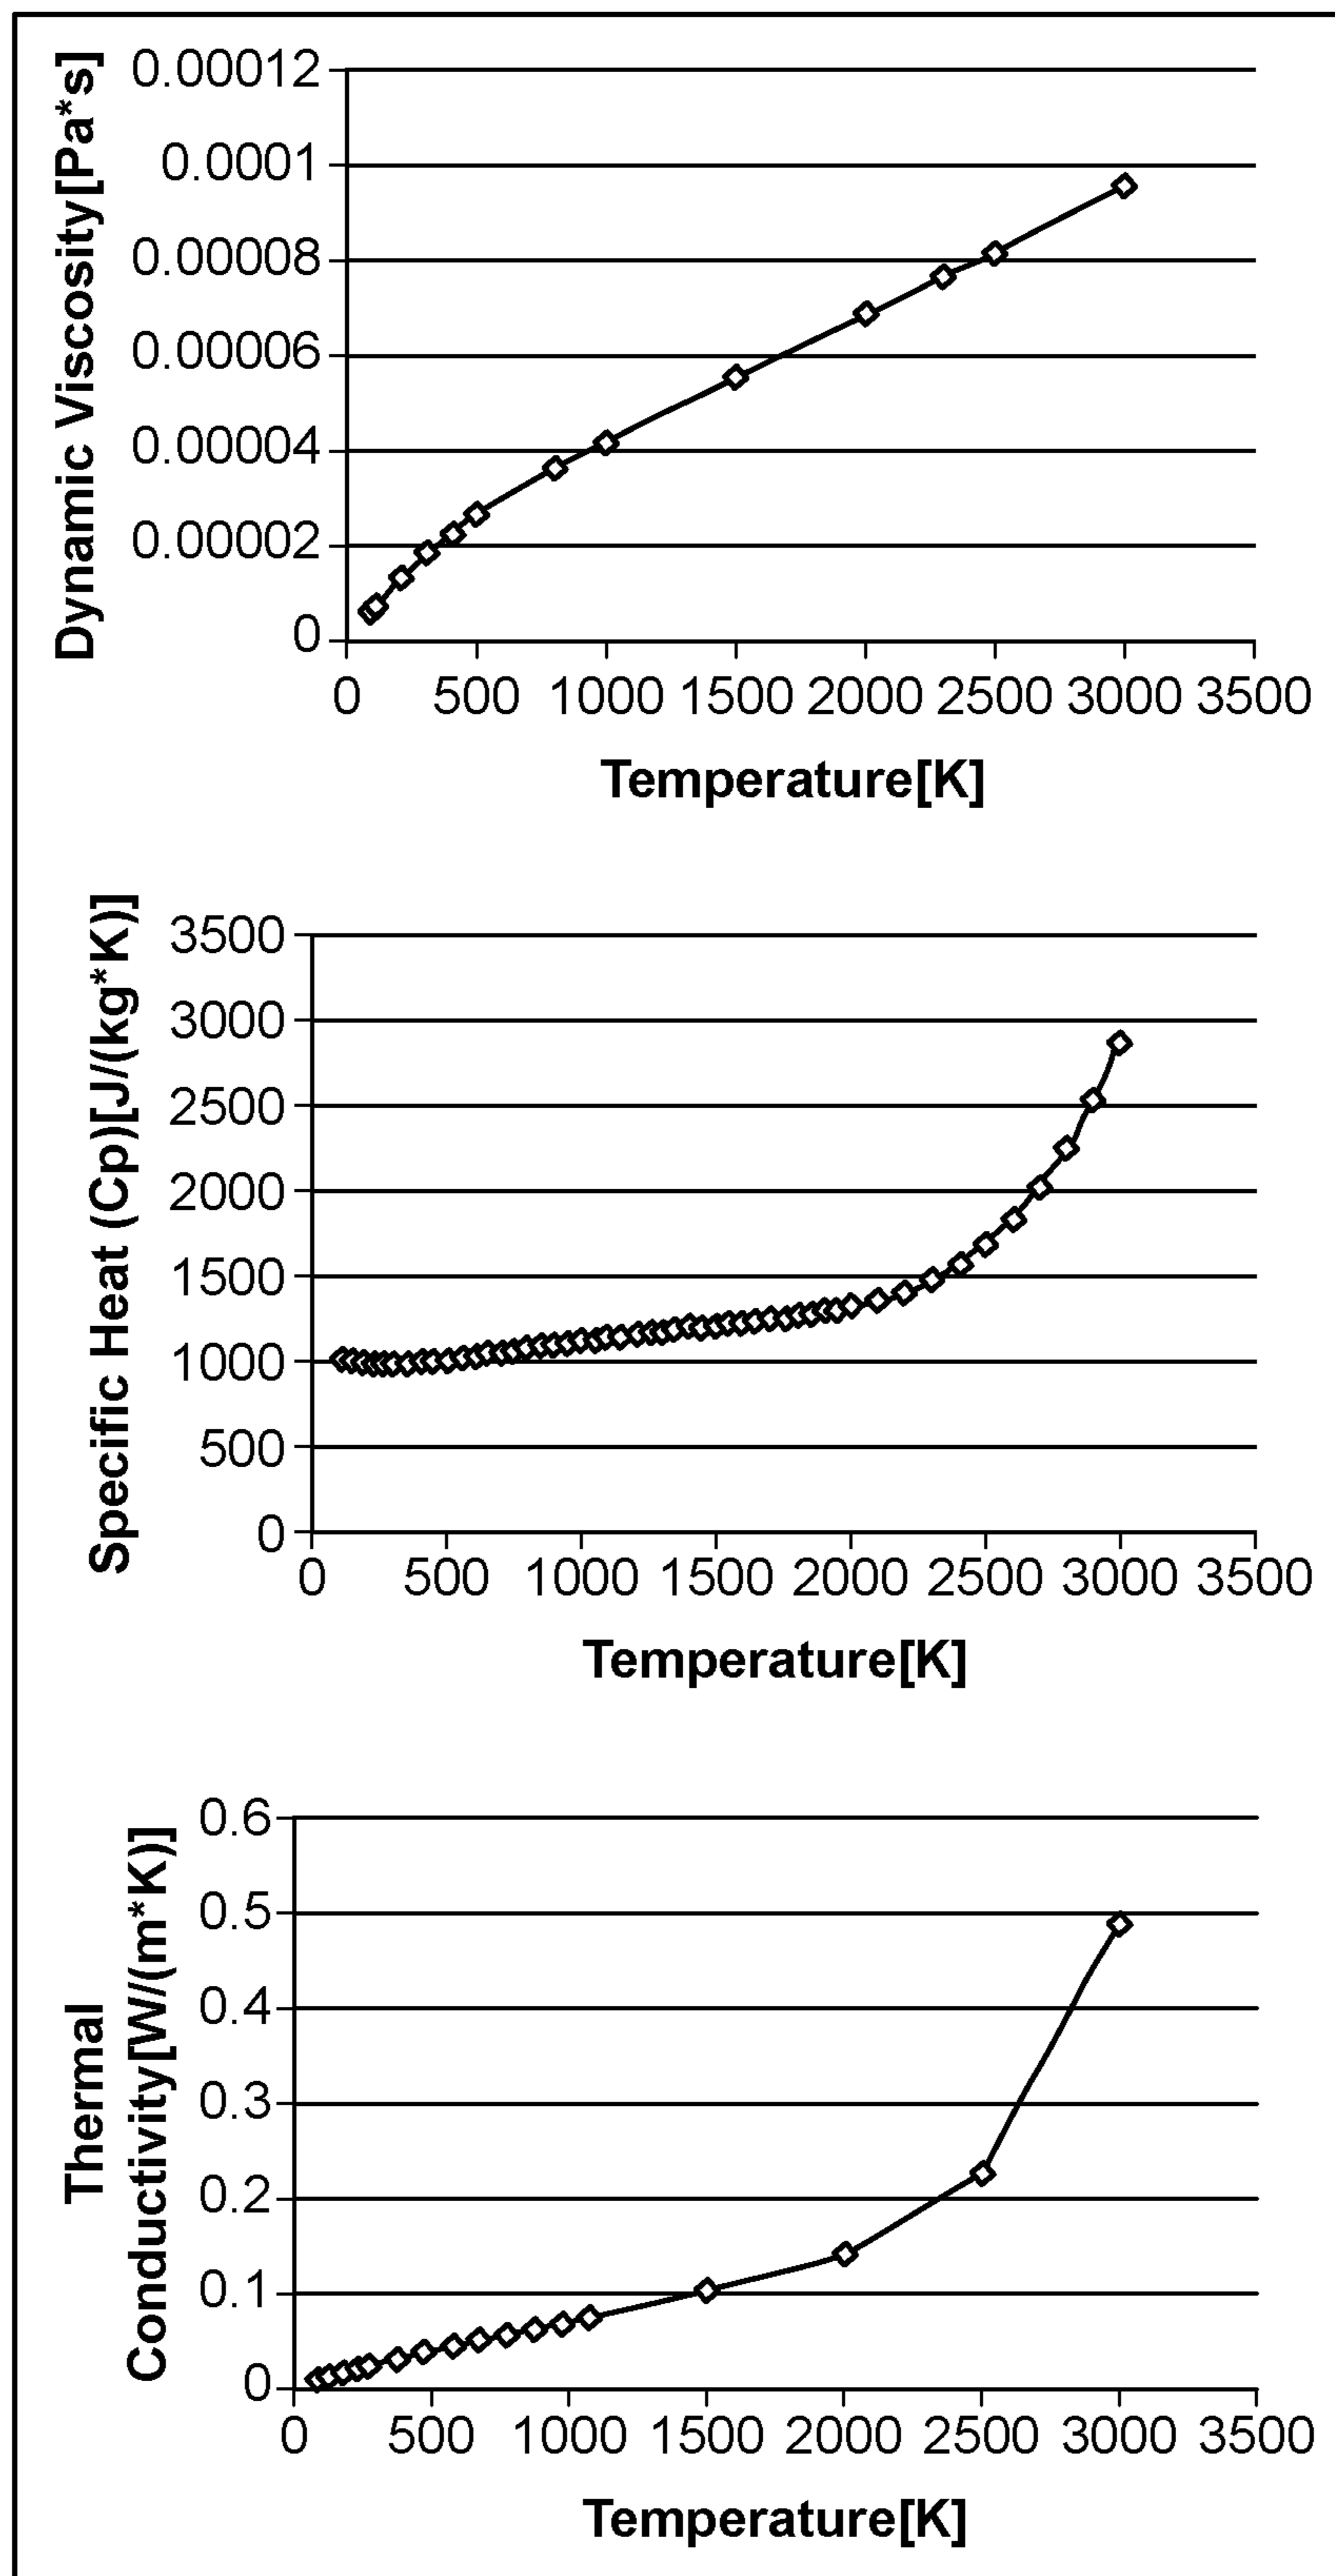 Dynamic Viscosity[Pa*s]
0.00012
0.0001
0.00008
0.00006
0.00004
0.00002
0
0 500 1000 1500 2000 2500 3000 3500
Temperature[K]
Specific Heat (Cp)[J/(kg*K)]
3500
3000
2500
2000
1500
1000
500
0
0 500 1000 1500 2000 2500 3000 3500
Temperature[K]
Thermal
Conductivity[W/(m*K)]
0.6
0.5
0.4
0.3
0.2
0.1
0
0 500 1000 1500 2000 2500 3000 3500
Temperature[K]